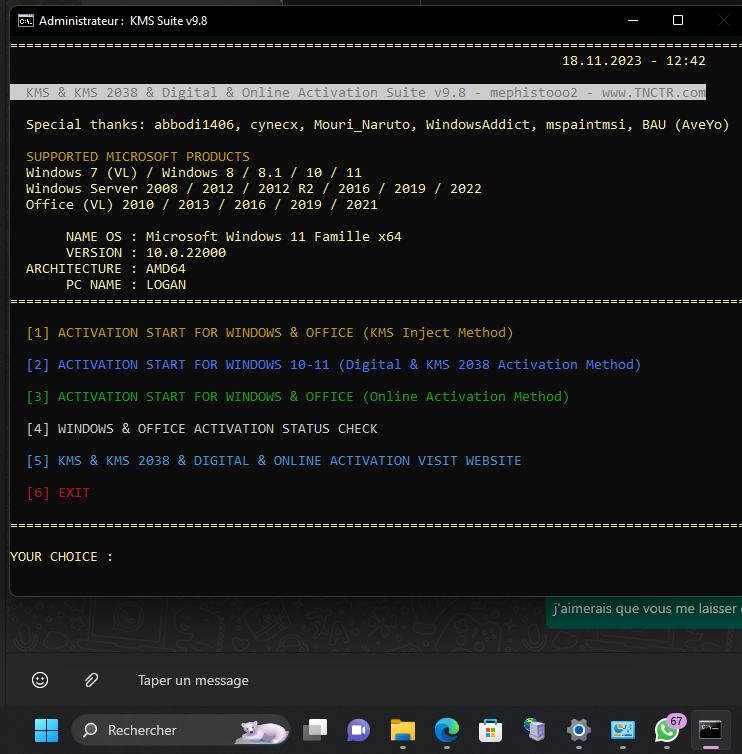 Administrateur : KMS Suite v9.8
18.11.2023 - 12:42
KMS & KMS 2038 & Digital & Online Activation Suite v9.8 - mephistooo2 - www.TNCTR.com
Special thanks: abbodi1406, cynecx, Mouri_Naruto, WindowsAddict, mspaintmsi, BAU (AveYo)
SUPPORTED MICROSOFT PRODUCTS
Windows 7 (VL) / Windows 8 / 8.1 / 10 / 11
Windows Server 2008 / 2012 / 2012 R2 / 2016 / 2019 / 2022
Office (VL) 2010 / 2013 / 2016 / 2019 / 2021
NAME OS : Microsoft Windows 11 Famille x64
VERSION : 10.0.22000
ARCHITECTURE : AMD64
PC NAME : LOGAN
[1] ACTIVATION START FOR WINDOWS & OFFICE (KMS Inject Method)
[2] ACTIVATION START FOR WINDOWS 10-11 (Digital & KMS 2038 Activation Method)
[3] ACTIVATION START FOR WINDOWS & OFFICE (Online Activation Method)
[4] WINDOWS & OFFICE ACTIVATION STATUS CHECK
[5] KMS & KMS 2038 & DIGITAL & ONLINE ACTIVATION VISIT WEBSITE
[6] EXIT
YOUR CHOICE :
j'aimerais que vous me laisser
Taper un message
Rechercher
67